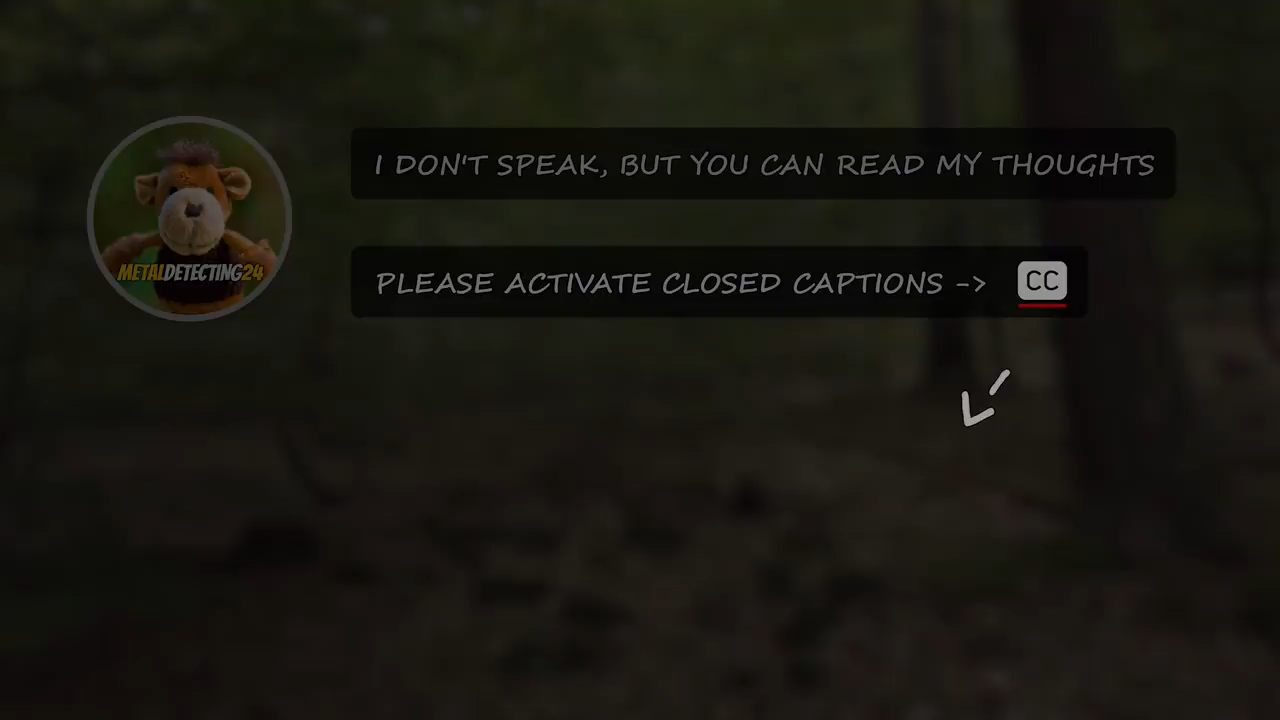 I DON'T SPEAK, BUT YOU CAN READ MY THOUGHTS
METALDETECTING24
PLEASE ACTIVATE CLOSED CAPTIONS -> CC